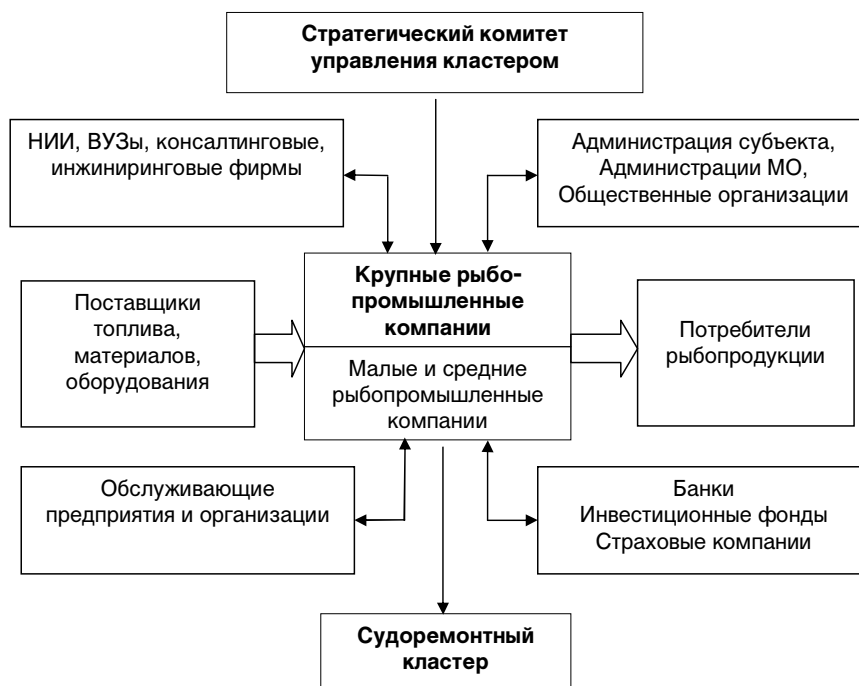 Стратегический комитет
управления кластером
НИИ, ВУЗы, консалтинговые,
инжиниринговые фирмы
Администрация субъекта,
Администрации МО,
Общественные организации
Крупные рыбо-
промышленные
компании
Поставщики
топлива,
материалов,
оборудования
Потребители
рыбопродукции
Малые и средние
рыбопромышленные
компании
Обслуживающие
предприятия и организации
Банки
Инвестиционные фонды
Страховые компании
Судоремонтный
кластер